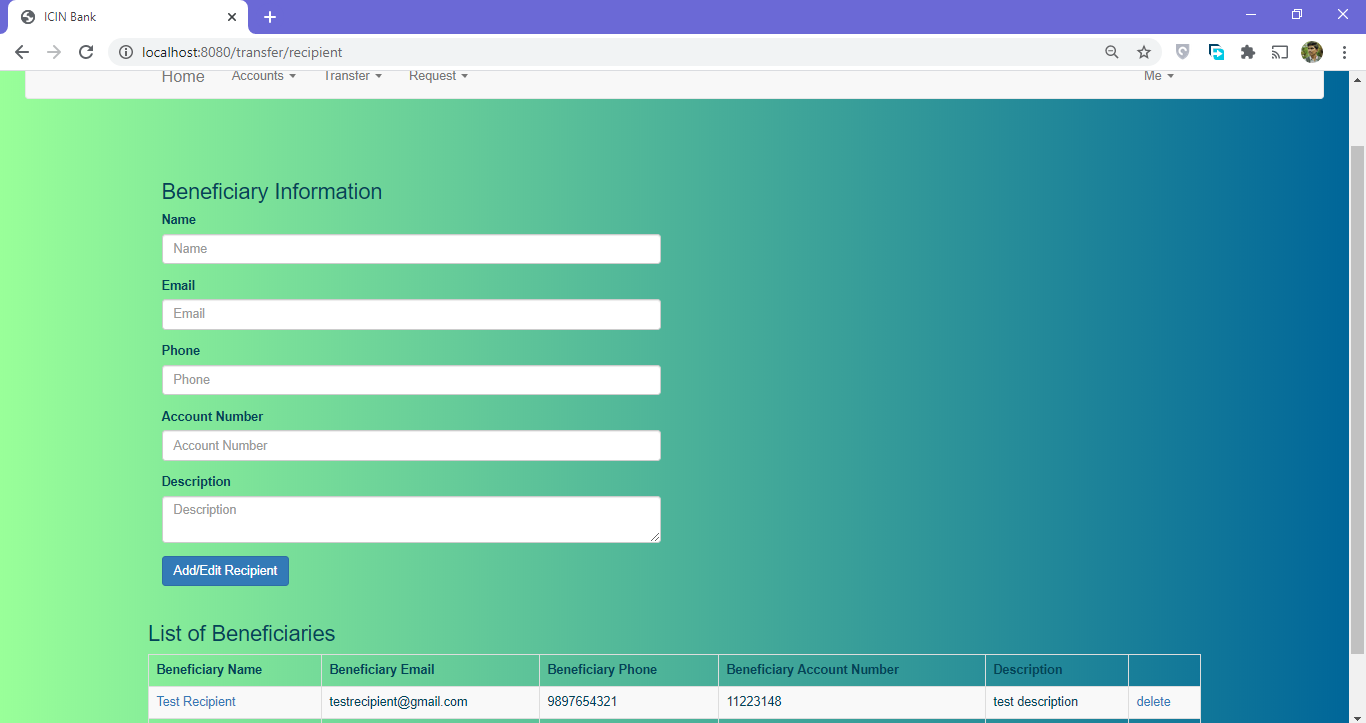 ICIN Bank
localhost:8080/transfer/recipient
Home Accounts Transfer Request Me
Beneficiary Information
Name
Name
Email
Email
Phone
Phone
Account Number
Account Number
Description
Description
Add/Edit Recipient
List of Beneficiaries
Beneficiary Name Beneficiary Email Beneficiary Phone Beneficiary Account Number Description
Test Recipient testrecipient@gmail.com 9897654321 11223148 test description delete